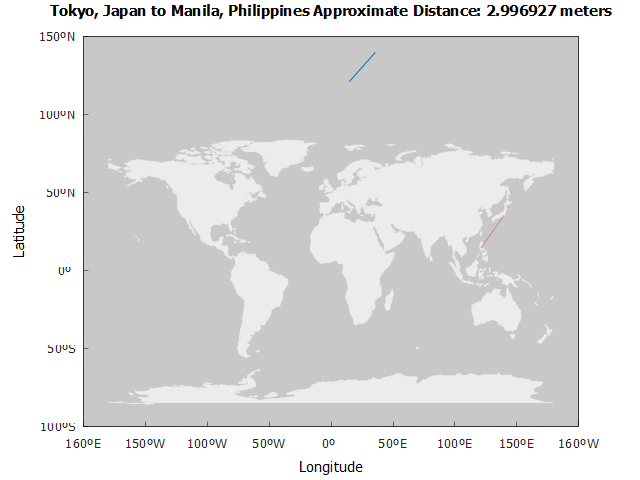 Tokyo, Japan to Manila, Philippines Approximate Distance: 2.996927 meters
150ºN
100ºN
50ºN
0º
50ºS
100ºS
160ºE 150ºW 100ºW 50ºW 0º 50ºE 100ºE 150ºE 160ºW
Latitude
Longitude